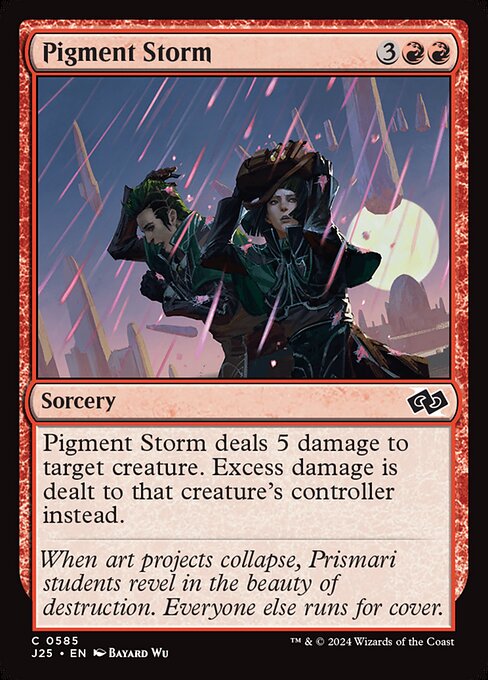 Pigment Storm 3
Sorcery
Pigment Storm deals 5 damage to
target creature. Excess damage is
dealt to that creature's controller
instead.
When art projects collapse, Prismari
students revel in the beauty of
destruction. Everyone else runs for cover.
C 0585
J25 • EN Bayard Wu
™ & © 2024 Wizards of the Coast